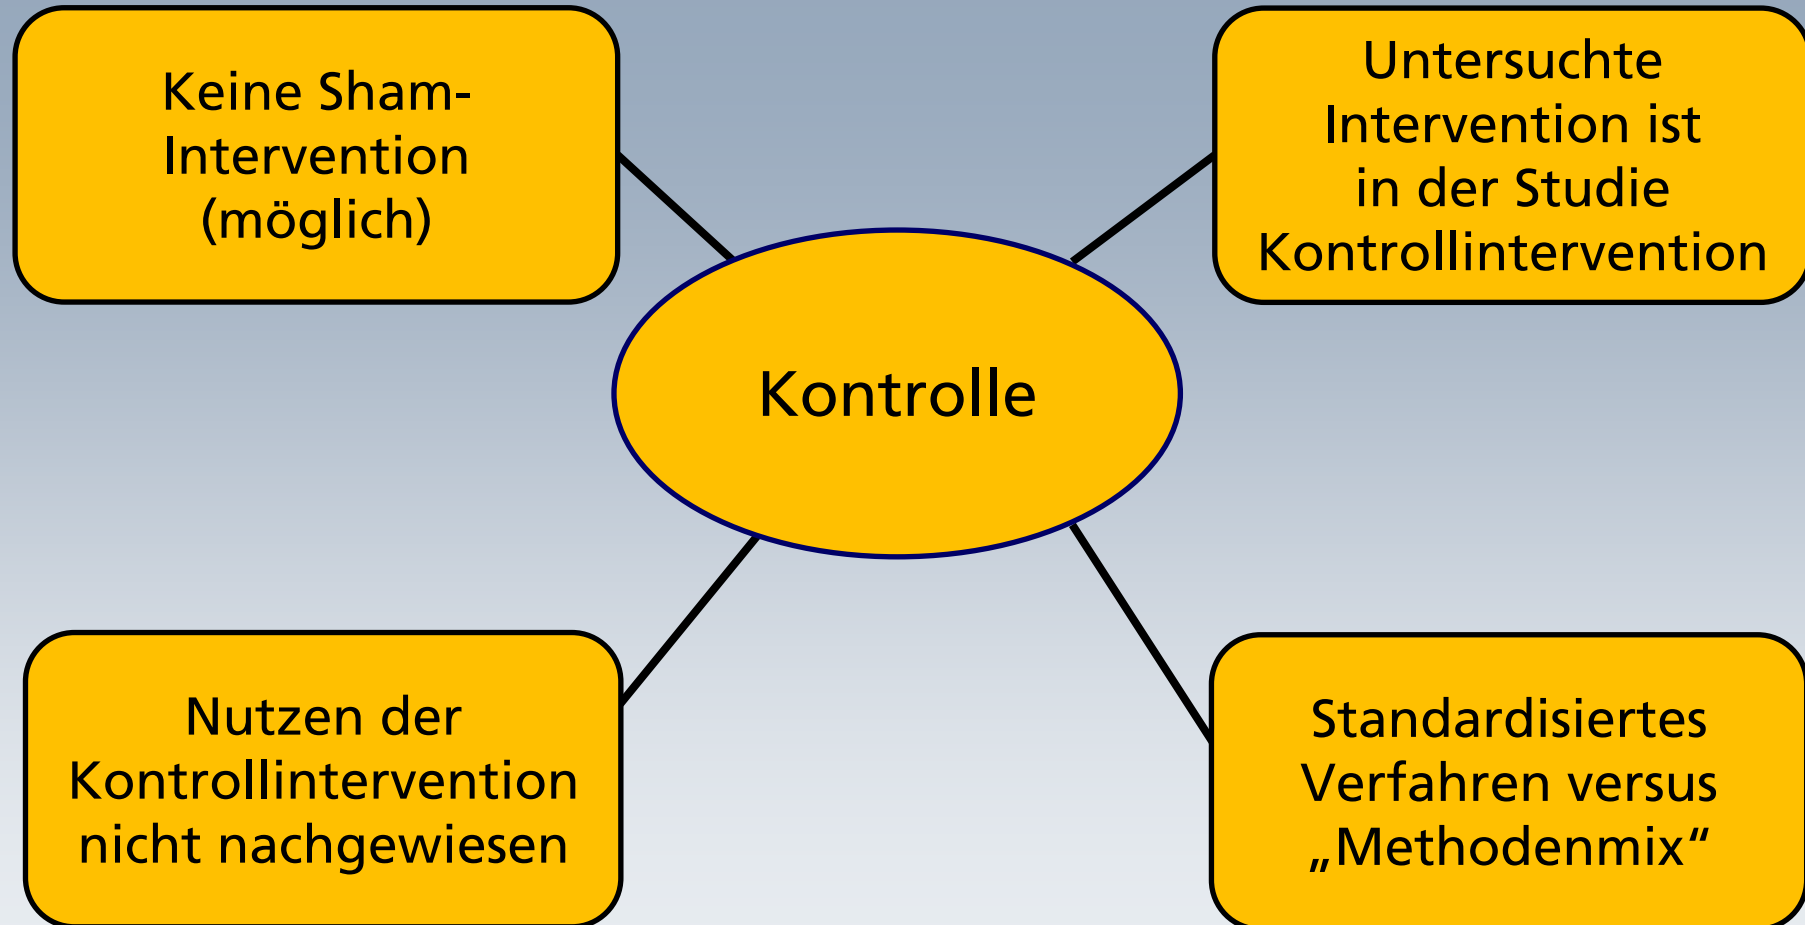 Keine Sham-
Intervention
(möglich)
Untersuchte
Intervention ist
in der Studie
Kontrollintervention
Kontrolle
Nutzen der
Kontrollintervention
nicht nachgewiesen
Standardisiertes
Verfahren versus
„Methodenmix“